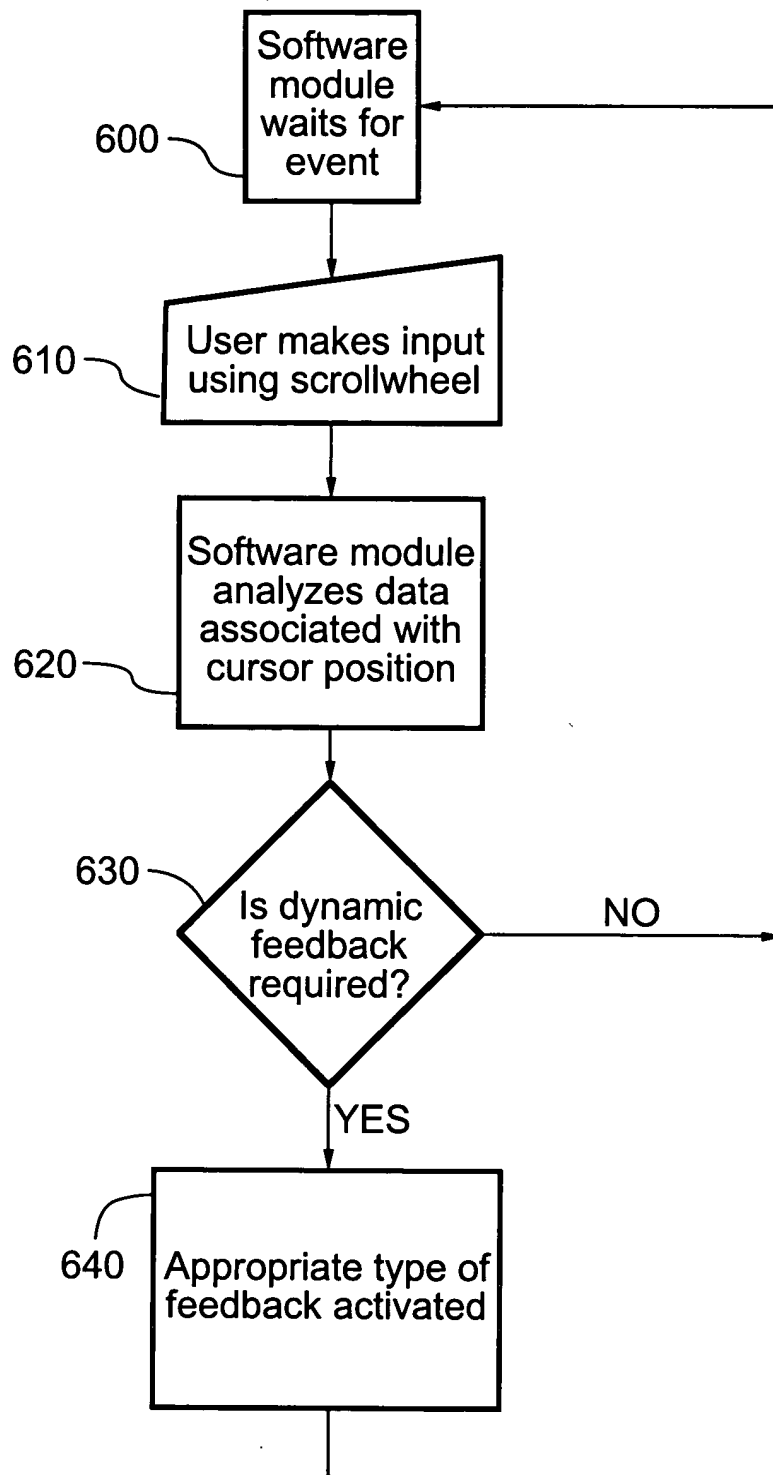 Software
module
waits for
event
600
User makes input
using scrollwheel
610
Software module
analyzes data
associated with
cursor position
620
630
Is dynamic
feedback
required?
NO
YES
640
Appropriate type of
feedback activated